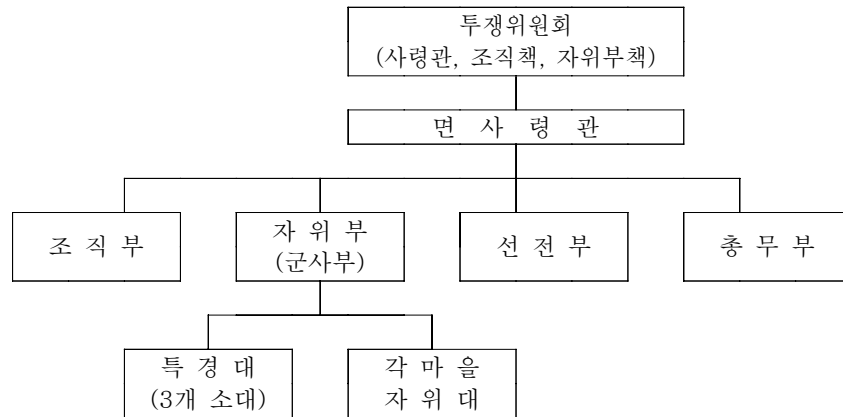 투쟁위원회
(사령관, 조직책, 자위부책)
면 사 령 관
조 직 부
자 위 부
(군사부)
선 전 부
총 무 부
특 경 대
(3개 소대)
각 마 을
자 위 대